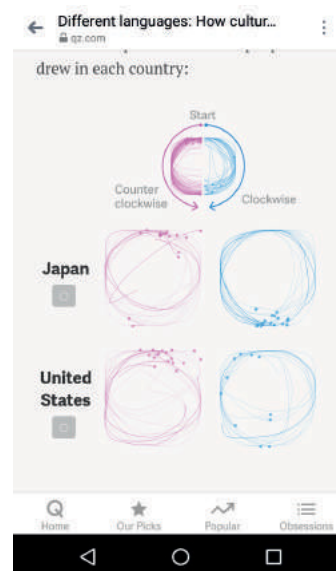 Different languages: How cultur...
qz.com
drew in each country:
Start
Counter
clockwise
Clockwise
Japan
United
States
Home
Our Picks
Popular
Obsessions